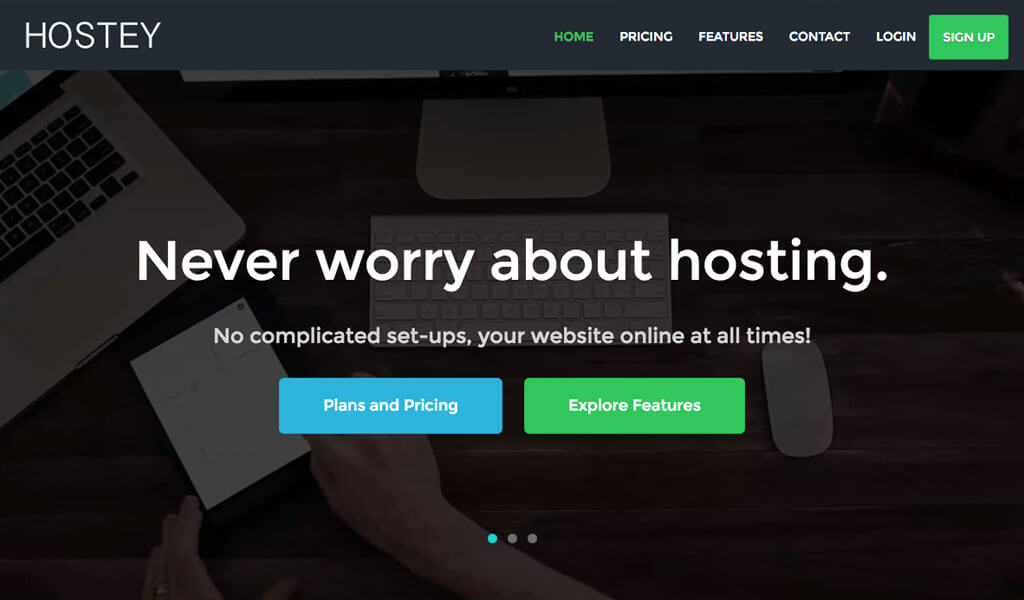 HOSTEY
HOME PRICING FEATURES CONTACT LOGIN SIGN UP
Never worry about hosting.
No complicated set-ups, your website online at all times!
Plans and Pricing Explore Features